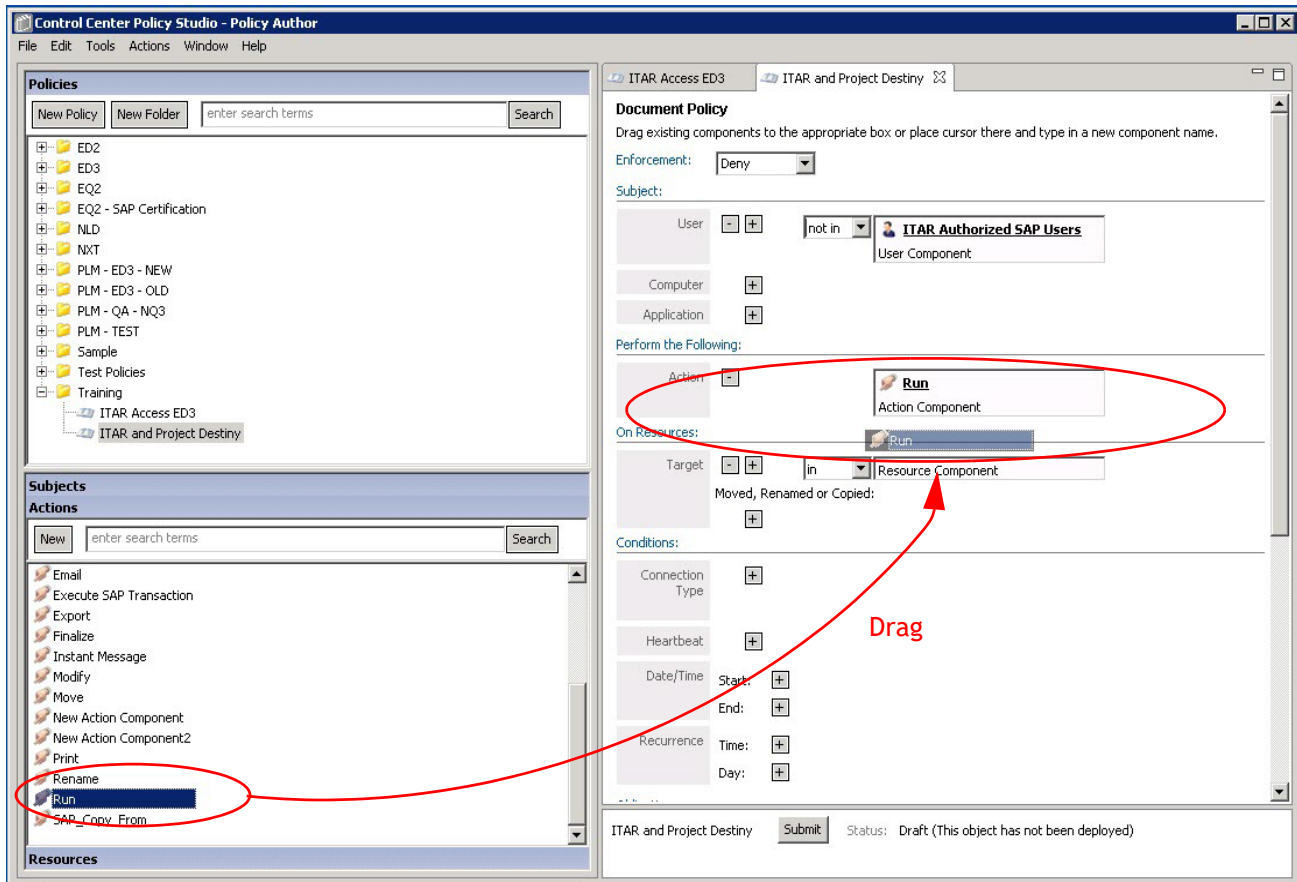 Control Center Policy Studio - Policy Author
File Edit Tools Actions Window Help
Policies
New Policy New Folder enter search terms Search
ED2
ED3
EQ2
EQ2 - SAP Certification
NLD
NXT
PLM - ED3 - NEW
PLM - ED3 - OLD
PLM - QA - NQ3
PLM - TEST
Sample
Test Policies
Training
ITAR Access ED3
ITAR and Project Destiny
Subjects
Actions
New enter search terms Search
Email
Execute SAP Transaction
Export
Finalize
Instant Message
Modify
Move
New Action Component
New Action Component2
Print
Rename
Run
SAP_Copy_From
Resources
ITAR Access ED3 ITAR and Project Destiny
Document Policy
Drag existing components to the appropriate box or place cursor there and type in a new component name.
Enforcement: Deny
Subject:
User not in ITAR Authorized SAP Users
User Component
Computer
Application
Perform the Following:
Action Run
Action Component
On Resources:
Run
Target in Resource Component
Moved, Renamed or Copied:
Conditions:
Connection
Type
Drag
Heartbeat
Date/Time Start:
End:
Recurrence Time:
Day:
ITAR and Project Destiny Submit Status: Draft (This object has not been deployed)